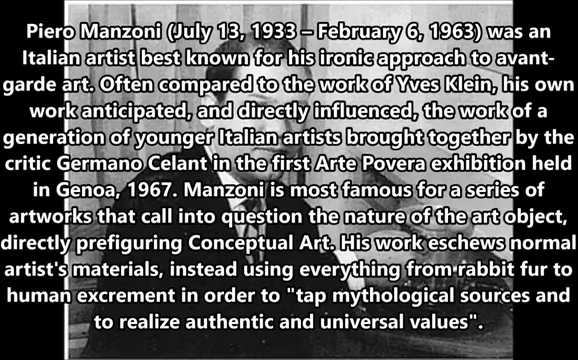 Piero Manzoni (July 13, 1933 – February 6, 1963) was an
Italian artist best known for his ironic approach to avant-
garde art. Often compared to the work of Yves Klein, his own
work anticipated, and directly influenced, the work of a
generation of younger Italian artists brought together by the
critic Germano Celant in the first Arte Povera exhibition held
in Genoa, 1967. Manzoni is most famous for a series of
artworks that call into question the nature of the art object,
directly prefiguring Conceptual Art. His work eschews normal
artist's materials, instead using everything from rabbit fur to
human excrement in order to "tap mythological sources and
to realize authentic and universal values".